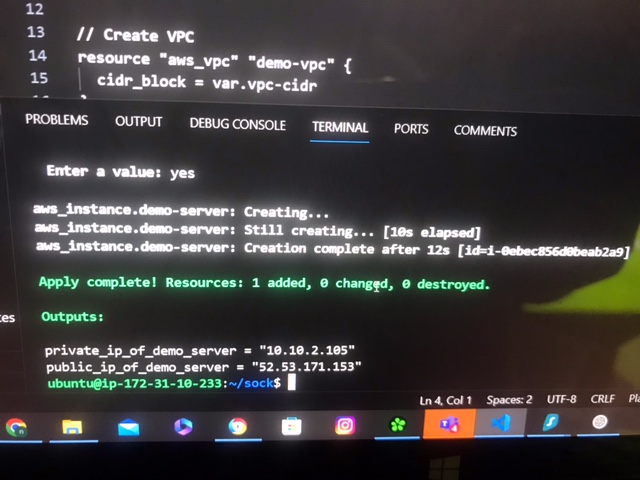 12
13 // Create VPC
14 resource "aws_vpc" "demo-vpc" {
15 cidr_block = var.vpc-cidr
PROBLEMS OUTPUT DEBUG CONSOLE TERMINAL PORTS COMMENTS
Enter a value: yes
aws_instance.demo-server: Creating...
aws_instance.demo-server: Still creating... [10s elapsed]
aws_instance.demo-server: Creation complete after 12s [id=i-0ebec856d0beab2a9]
Apply complete! Resources: 1 added, 0 changed, 0 destroyed.
Outputs:
private_ip_of_demo_server = "10.10.2.105"
public_ip_of_demo_server = "52.53.171.153"
ubuntu@ip-172-31-10-233:~/sock$
Ln 4, Col 1 Spaces: 2 UTF-8 CRLF